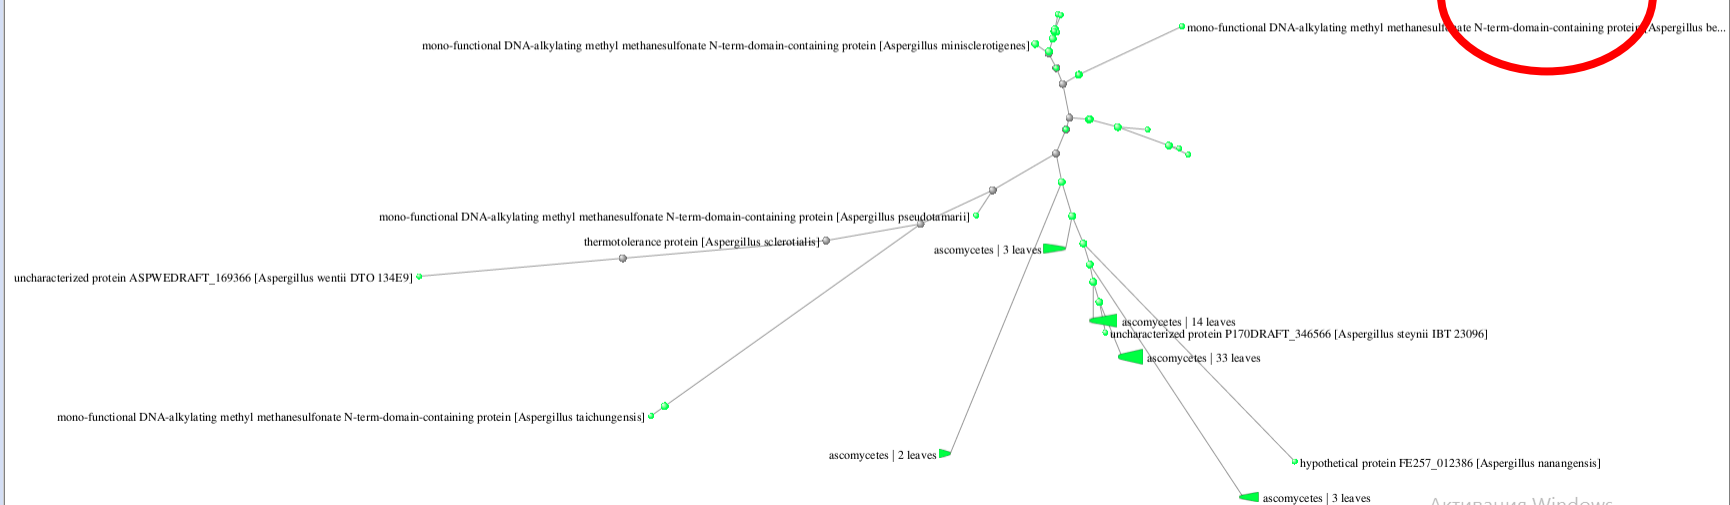 mono-functional DNA-alkylating methyl methanesulfonate N-term-domain-containing protein [Aspergillus be...
mono-functional DNA-alkylating methyl methanesulfonate N-term-domain-containing protein [Aspergillus minisclerotigenes]
mono-functional DNA-alkylating methyl methanesulfonate N-term-domain-containing protein [Aspergillus pseudotamarii]
thermotolerance protein [Aspergillus sclerotialis]
ascomycetes | 3 leaves
uncharacterized protein ASPWEDRAFT_169366 [Aspergillus wentii DTO 134E9]
ascomycetes | 14 leaves
uncharacterized protein P170DRAFT_346566 [Aspergillus steynii IBT 23096]
ascomycetes | 33 leaves
mono-functional DNA-alkylating methyl methanesulfonate N-term-domain-containing protein [Aspergillus taichungensis]
ascomycetes | 2 leaves
hypothetical protein FE257_012386 [Aspergillus nanangensis]
ascomycetes | 3 leaves
Активация Windows